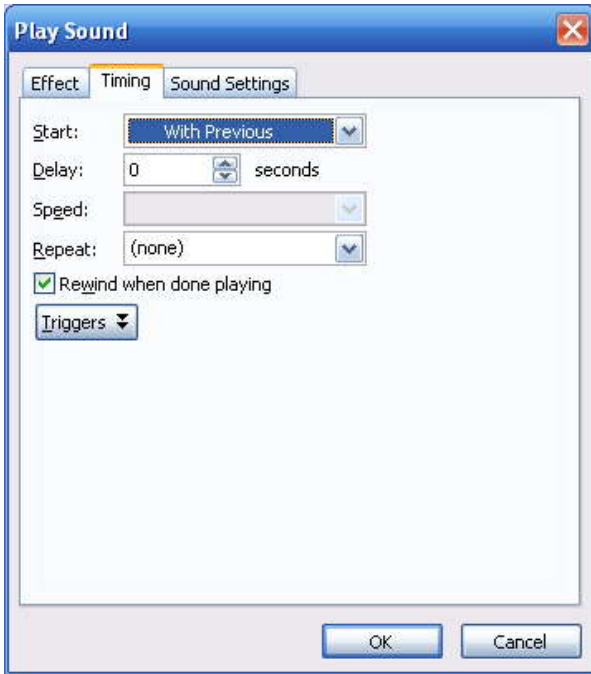 Play Sound
Effect Timing Sound Settings
Start: With Previous
Delay: 0 seconds
Speed:
Repeat: (none)
Rewind when done playing
Triggers
OK Cancel